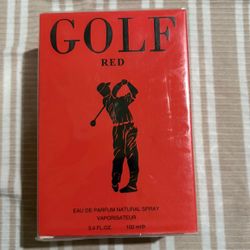 GOLF
RED
EAU DE PARFUM NATURAL SPRAY
VAPORISATEUR
3.4 FL.OZ. 100 ml℮